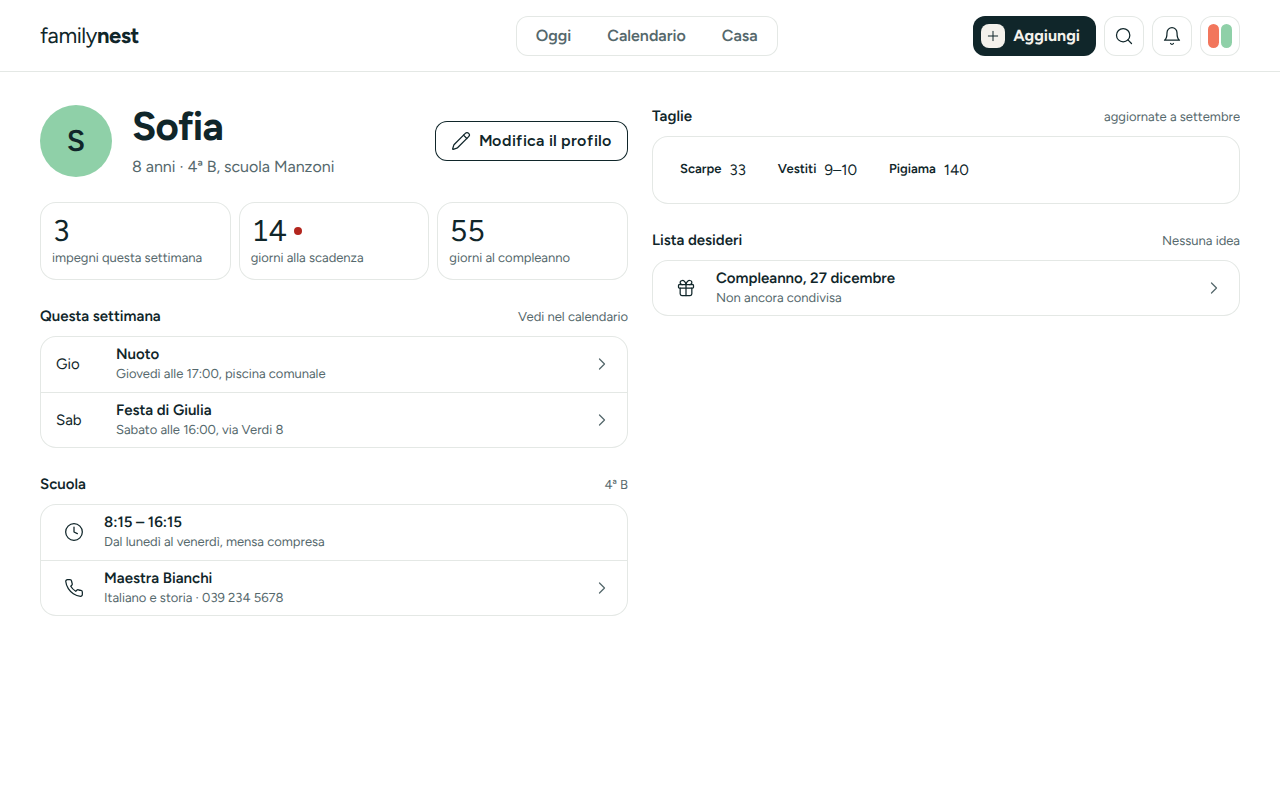 familynest
Oggi Calendario Casa
Aggiungi
S
Sofia
8 anni · 4ª B, scuola Manzoni
Modifica il profilo
3
impegni questa settimana
14
giorni alla scadenza
55
giorni al compleanno
Questa settimana
Vedi nel calendario
Gio
Nuoto
Giovedì alle 17:00, piscina comunale
Sab
Festa di Giulia
Sabato alle 16:00, via Verdi 8
Scuola
4ª B
8:15 – 16:15
Dal lunedì al venerdì, mensa compresa
Maestra Bianchi
Italiano e storia · 039 234 5678
Taglie
aggiornate a settembre
Scarpe 33 Vestiti 9–10 Pigiama 140
Lista desideri
Nessuna idea
Compleanno, 27 dicembre
Non ancora condivisa